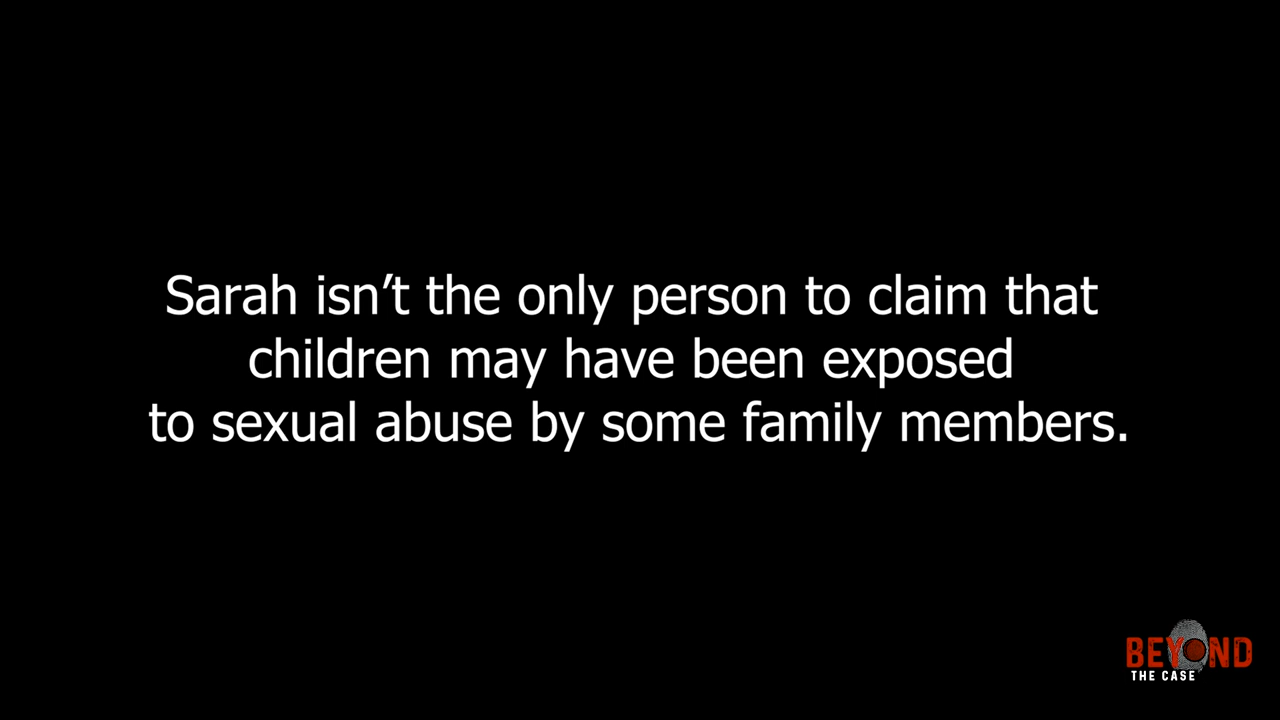 Sarah isn’t the only person to claim that
children may have been exposed
to sexual abuse by some family members.
BEYOND
THE CASE